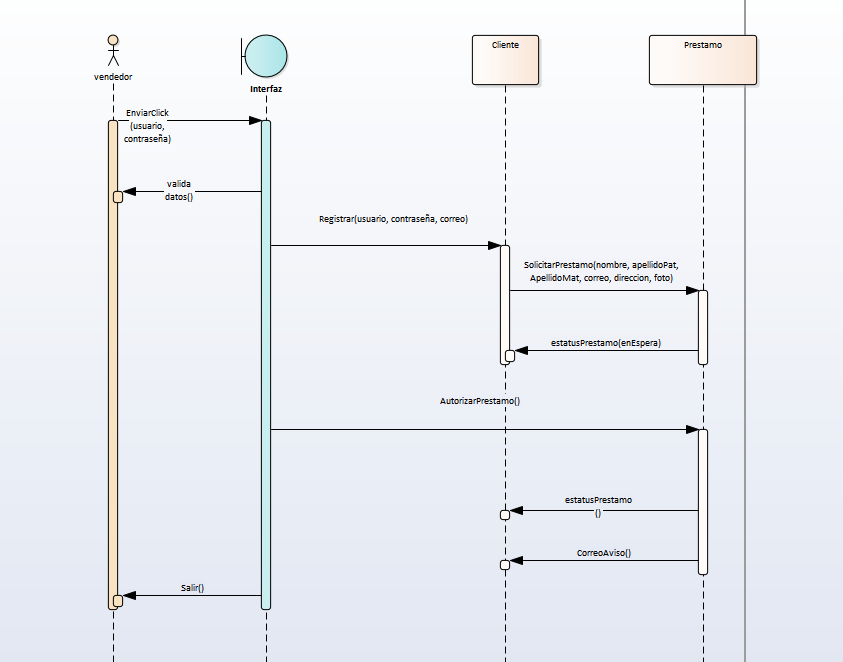 Cliente
Prestamo
vendedor
Interfaz
EnviarClick
(usuario,
contraseña)
valida
datos()
Registrar(usuario, contraseña, correo)
SolicitarPrestamo(nombre, apellidoPat,
ApellidoMat, correo, direccion, foto)
estatusPrestamo(enEspera)
AutorizarPrestamo()
estatusPrestamo
()
CorreoAviso()
Salir()